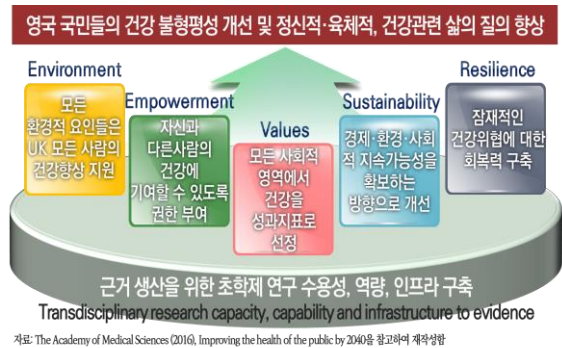 영국 국민들의 건강 불형평성 개선 및 정신적·육체적, 건강관련 삶의 질의 향상
Environment
모든
환경적 요인들은
UK 모든 사람의
건강향상 지원
Empowerment
자신과
다른사람의
건강에
기여할 수 있도록
권한 부여
Values
모든 사회적
영역에서
건강을
성과지표로
선정
Sustainability
경제·환경·사회
적 지속가능성을
확보하는
방향으로 개선
Resilience
잠재적인
건강위협에 대한
회복력 구축
근거 생산을 위한 초학제 연구 수용성, 역량, 인프라 구축
Transdisciplinary research capacity, capability and infrastructure to evidence
자료: The Academy of Medical Sciences (2016), Improving the health of the public by 2040을 참고하여 재작성함